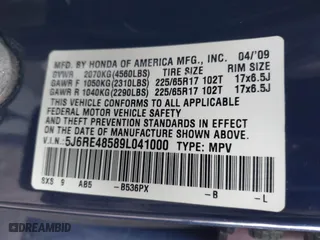 MFD. BY HONDA OF AMERICA MFG., INC. 04/'09
GVWR 2070KG(4560LBS) TIRE SIZE RIM SIZE
GAWR F 1050KG(2310LBS) 225/65R17 102T 17x6.5J
GAWR R 1040KG(2290LBS) 225/65R17 102T 17x6.5J
THIS VEHICLE CONFORMS TO ALL APPLICABLE
FEDERAL MOTOR VEHICLE SAFETY AND
THEFT PREVENTION STANDARDS IN EFFECT
ON THE DATE OF MANUFACTURE SHOWN ABOVE.
V.I.N.: 5J6RE48589L041000 TYPE: MPV
SXS 9 AB5 -B536PX -B -L